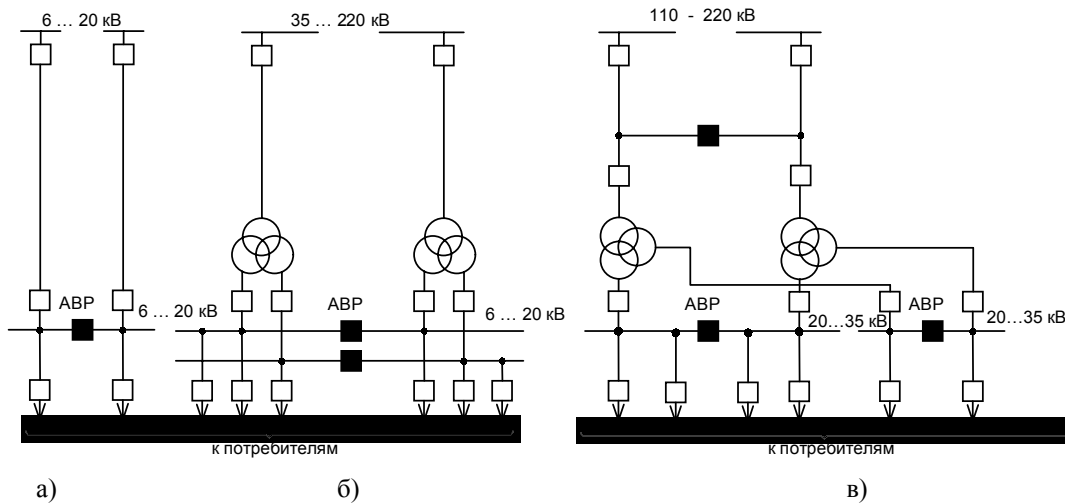 6 ... 20 кВ
35 ... 220 кВ
110 - 220 кВ
АВР
6 ... 20 кВ
АВР
6 ... 20 кВ
АВР
20...35 кВ
АВР
20...35 кВ
к потребителям
к потребителям
а)
б)
в)